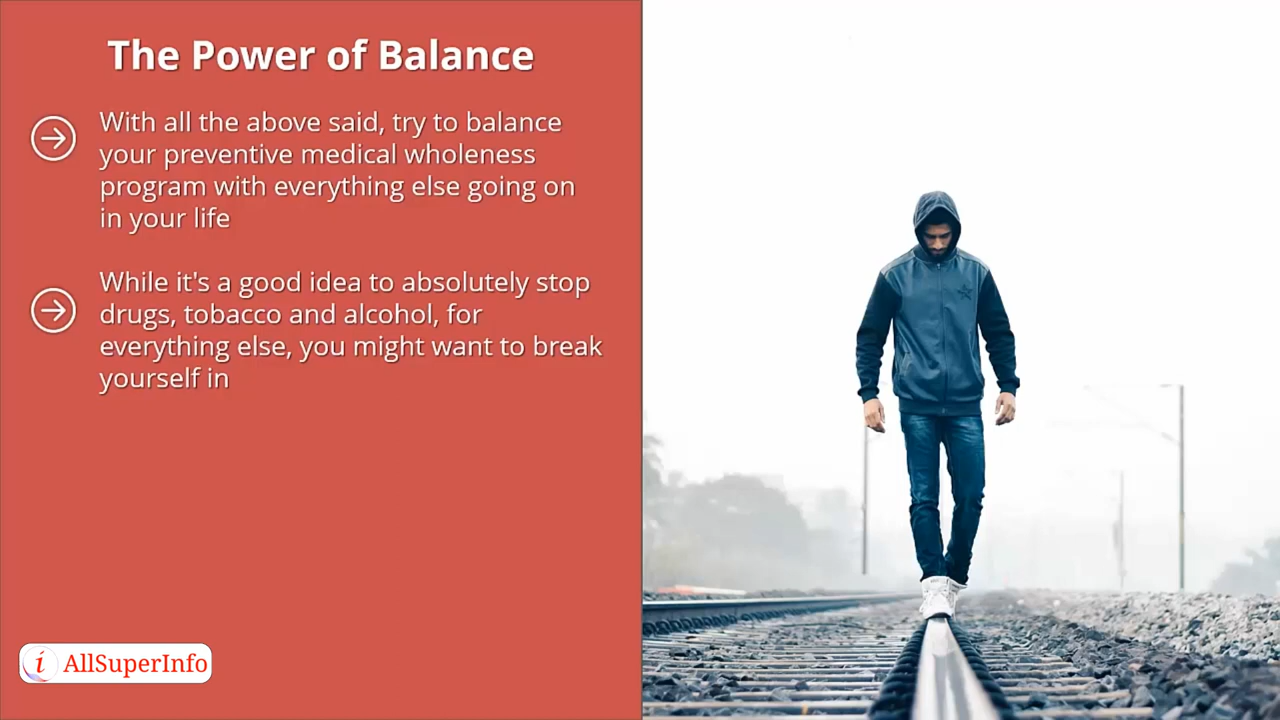 The Power of Balance
With all the above said, try to balance
your preventive medical wholeness
program with everything else going on
in your life
While it's a good idea to absolutely stop
drugs, tobacco and alcohol, for
everything else, you might want to break
yourself in
i AllSuperInfo